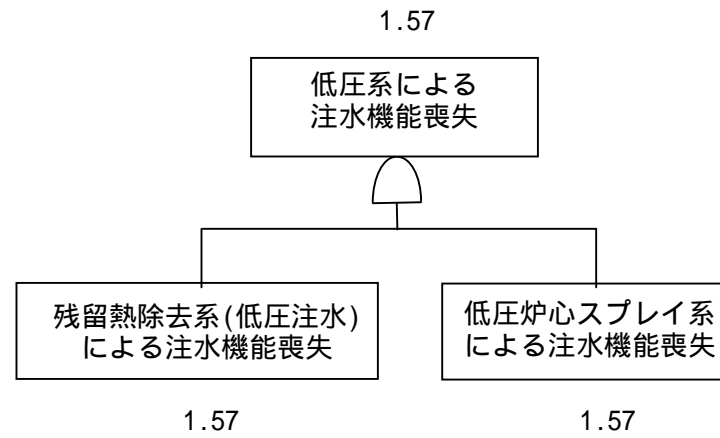 1.57
低圧系による
注水機能喪失
残留熱除去系(低圧注水)
による注水機能喪失
低圧炉心スプレイ系
による注水機能喪失
1.57
1.57